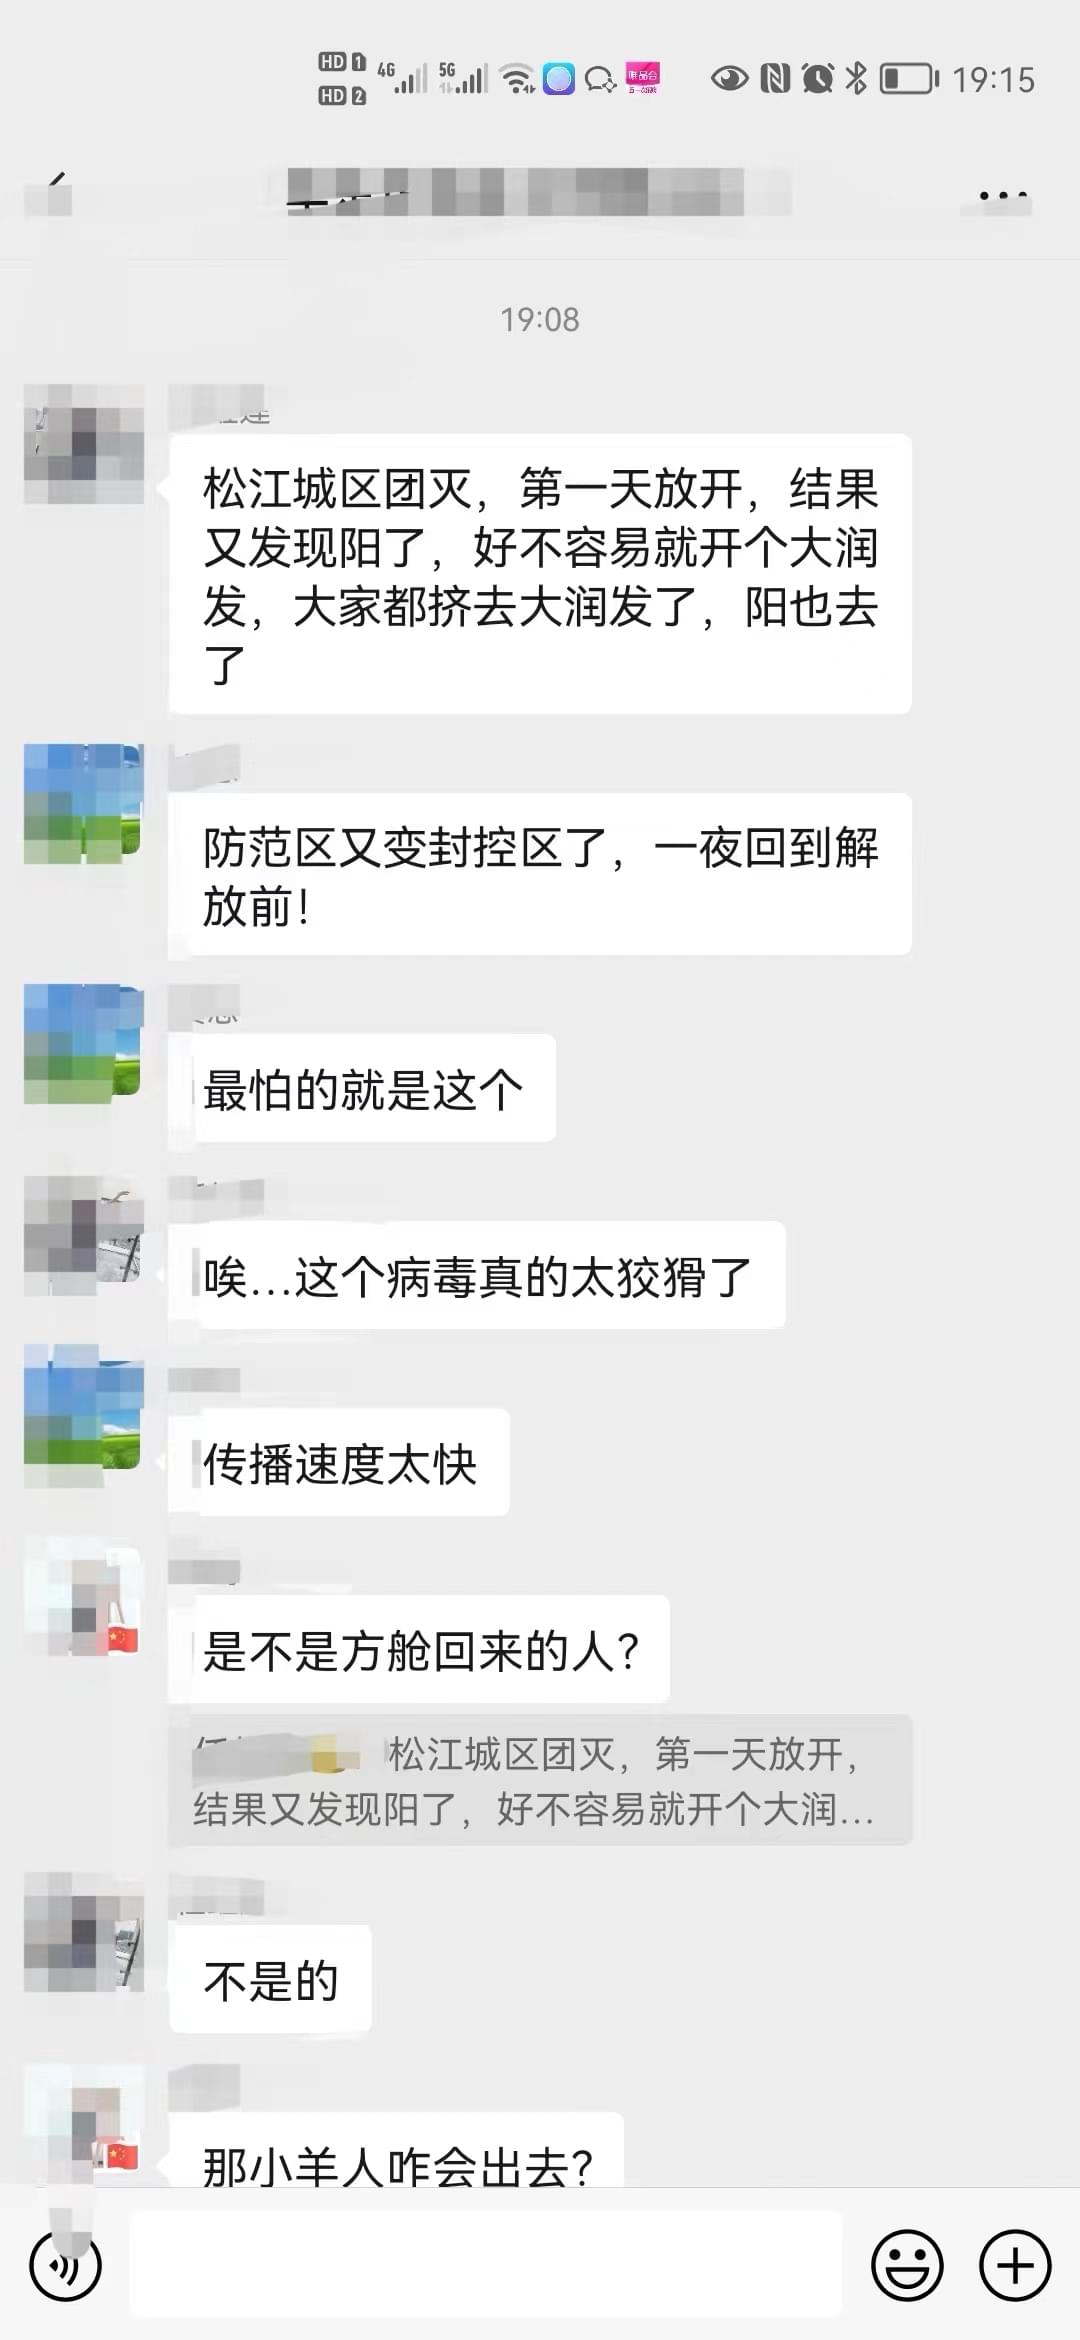 HD 1 4G 5G 唯品会 19:15
HD 2
19:08
松江城区团灭，第一天放开，结果
又发现阳了，好不容易就开个大润
发，大家都挤去大润发了，阳也去
了
防范区又变封控区了，一夜回到解
放前！
最怕的就是这个
唉...这个病毒真的太狡猾了
传播速度太快
是不是方舱回来的人？
松江城区团灭，第一天放开，
结果又发现阳了，好不容易就开个大润...
不是的
那小羊人咋会出去？